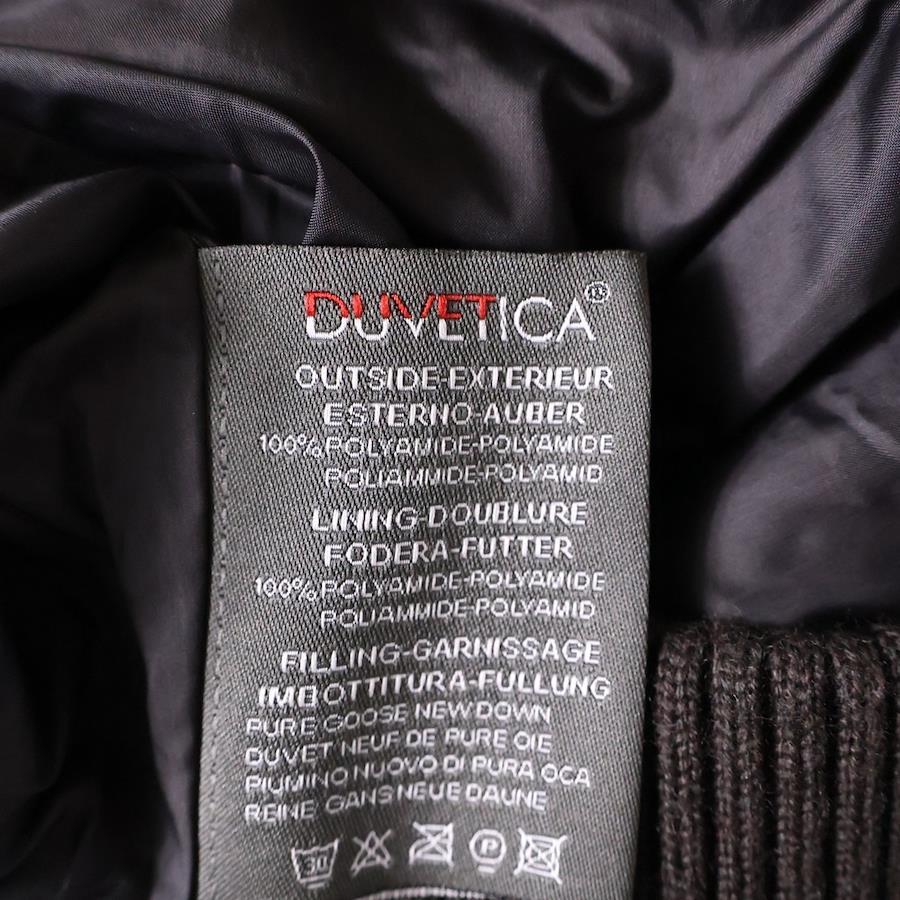 DUVETICA®
OUTSIDE-EXTERIEUR
ESTERNO-AUBER
100%POLYAMIDE-POLYAMIDE
POLIAMMIDE-POLYAMID
LINING-DOUBLURE
FODERA-FUTTER
100%POLYAMIDE-POLYAMIDE
POLIAMMIDE-POLYAMID
FILLING-GARNISSAGE
IMBOTTITURA-FULLUNG
PURE GOOSE NEW DOWN
DUVET NEUF DE PURE OIE
PIUMINO NUOVO DI PURA OCA
REINE GANS NEUE DAUNE
30 P